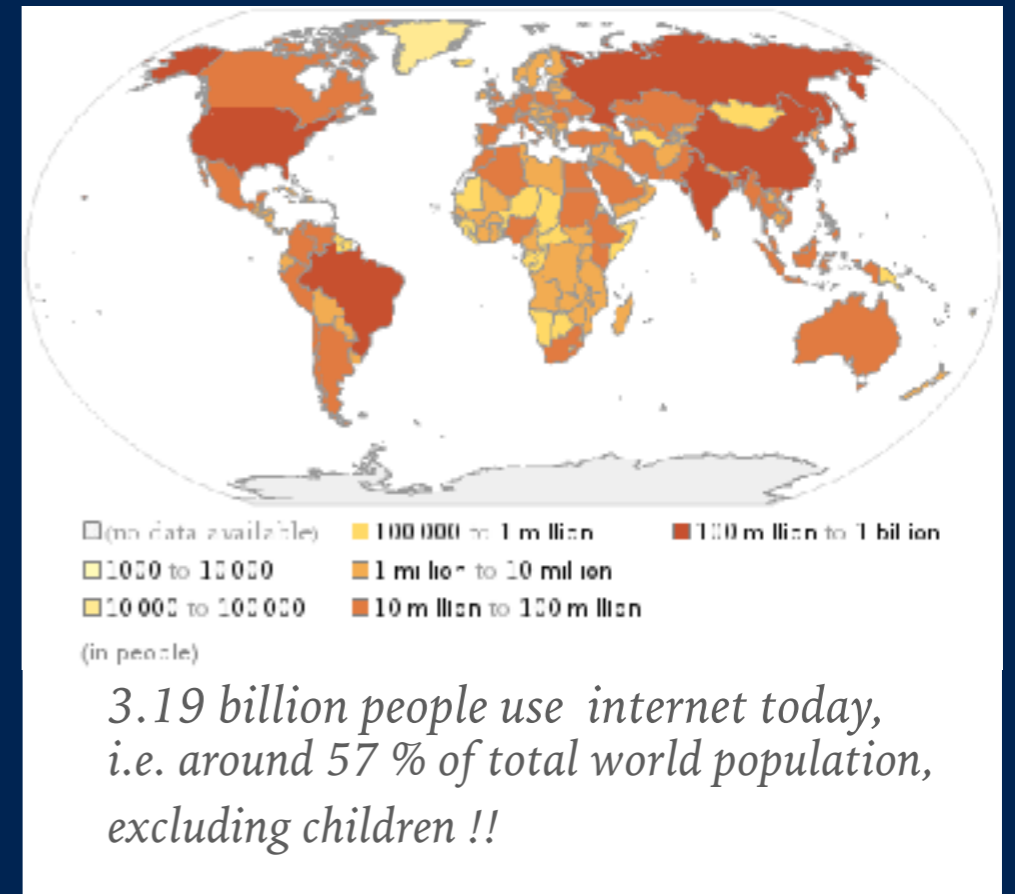 (no data available)
100 000 to 1 million
100 million to 1 billion
1000 to 10 000
1 million to 10 million
10 000 to 100 000
10 million to 100 million
(in people)
3.19 billion people use internet today,
i.e. around 57 % of total world population,
excluding children !!